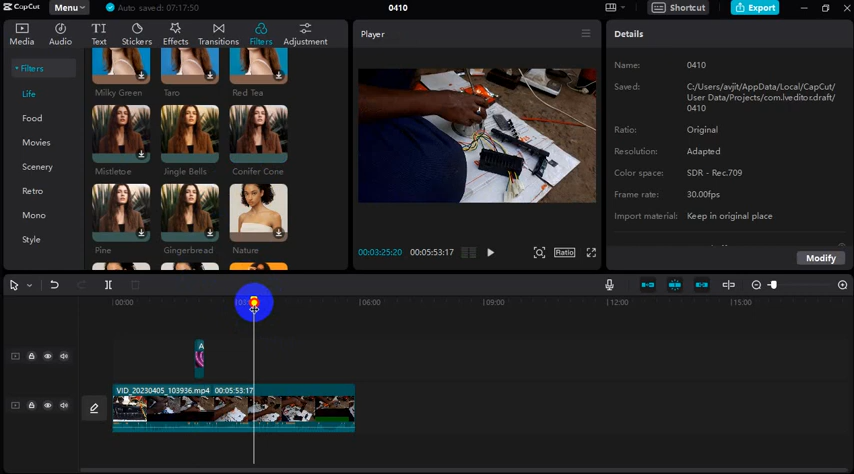 CapCut
Menu
Auto saved: 07:17:50
0410
Shortcut
Export
Media
Audio
Text
Stickers
Effects
Transitions
Filters
Adjustment
Filters
Life
Food
Movies
Scenery
Retro
Mono
Style
Milky Green
Taro
Red Tea
Mistletoe
Jingle Bells
Conifer Cone
Pine
Gingerbread
Nature
Player
00:03:25:20
00:05:53:17
Ratio
Details
Name:
0410
Saved:
C:/Users/avjit/AppData/Local/CapCut/
User Data/Projects/com.lveditor.draft/
0410
Ratio:
Original
Resolution:
Adapted
Color space:
SDR - Rec.709
Frame rate:
30.00fps
Import material:
Keep in original place
Modify
00:00
06:00
09:00
12:00
15:00
A
VID_20230405_103936.mp4 00:05:53:17